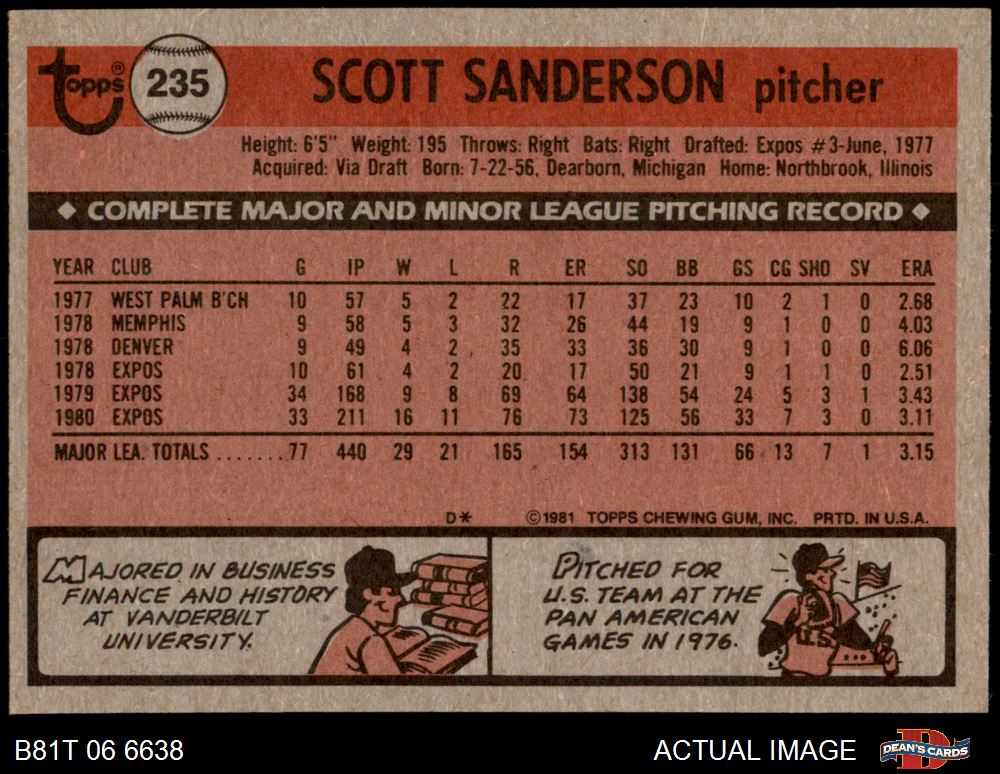 topps®
235
SCOTT SANDERSON pitcher
Height: 6'5" Weight: 195 Throws: Right Bats: Right Drafted: Expos #3-June, 1977
Acquired: Via Draft Born: 7-22-56, Dearborn, Michigan Home: Northbrook, Illinois
◆ COMPLETE MAJOR AND MINOR LEAGUE PITCHING RECORD ◆
YEAR CLUB G IP W L R ER SO BB GS CG SHO SV ERA
1977 WEST PALM B'CH 10 57 5 2 22 17 37 23 10 2 1 0 2.68
1978 MEMPHIS 9 58 5 3 32 26 44 19 9 1 0 0 4.03
1978 DENVER 9 49 4 2 35 33 36 30 9 1 0 0 6.06
1978 EXPOS 10 61 4 2 20 17 50 21 9 1 1 0 2.51
1979 EXPOS 34 168 9 8 69 64 138 54 24 5 3 1 3.43
1980 EXPOS 33 211 16 11 76 73 125 56 33 7 3 0 3.11
MAJOR LEA. TOTALS ....... 77 440 29 21 165 154 313 131 66 13 7 1 3.15
D* ©1981 TOPPS CHEWING GUM, INC. PRTD. IN U.S.A.
MAJORED IN BUSINESS
FINANCE AND HISTORY
AT VANDERBILT
UNIVERSITY.
PITCHED FOR
U.S. TEAM AT THE
PAN AMERICAN
GAMES IN 1976.
U.S.
B81T 06 6638
ACTUAL IMAGE
DEAN'S CARDS